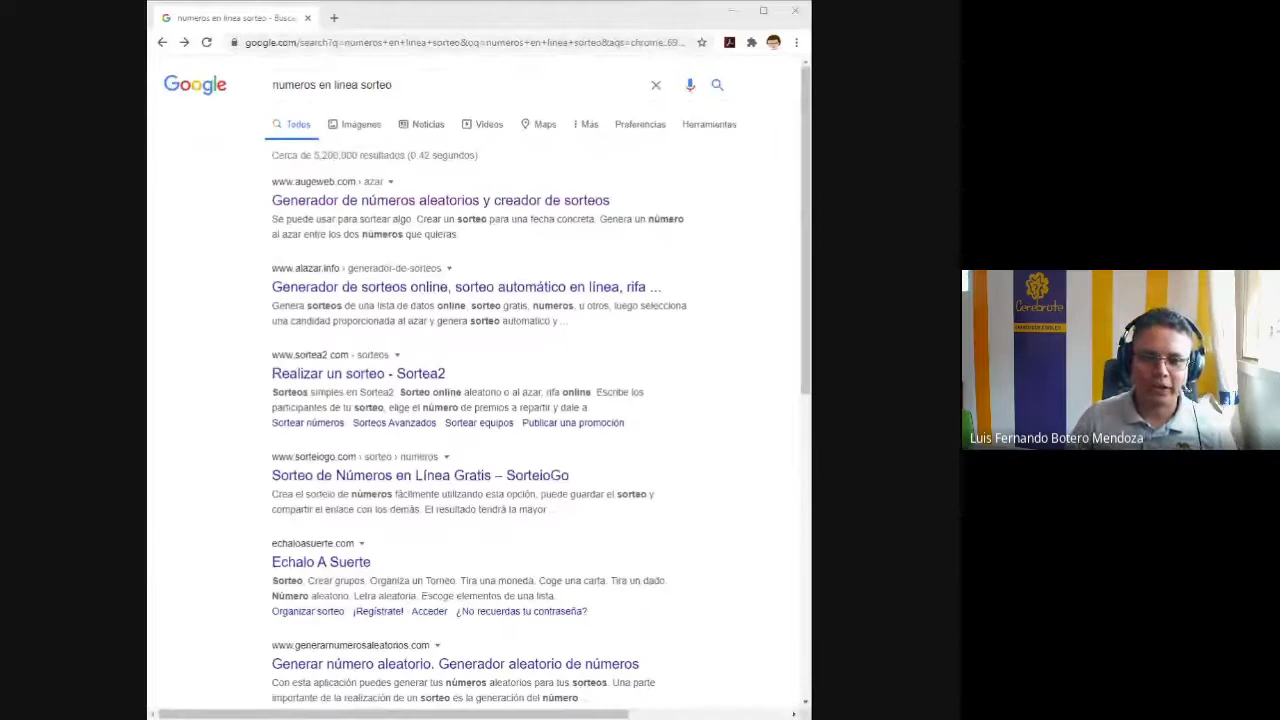 numeros en linea sorteo - Busca
google.com/search?q=numeros+en+linea+sorteo&oq=numeros+en+linea+sorteo&aqs=chrome..69...
Google
numeros en linea sorteo
Todos
Imágenes
Noticias
Videos
Maps
Más
Preferencias
Herramientas
Cerca de 5,200,000 resultados (0.42 segundos)
www.augeweb.com › azar
Generador de números aleatorios y creador de sorteos
Se puede usar para sortear algo. Crear un sorteo para una fecha concreta. Genera un número
al azar entre los dos números que quieras.
www.alazar.info › generador-de-sorteos
Generador de sorteos online, sorteo automático en línea, rifa ...
Genera sorteos de una lista de datos online, sorteo gratis, numeros, u otros, luego selecciona
una candidad proporcionada al azar y genera sorteo automatico y ...
www.sortea2.com › sorteos
Realizar un sorteo - Sortea2
Sorteos simples en Sortea2. Sorteo online aleatorio o al azar, rifa online. Escribe los
participantes de tu sorteo, elige el número de premios a repartir y dale a
Sortear números
Sorteos Avanzados
Sortear equipos
Publicar una promoción
www.sorteiogo.com › sorteo › numeros
Sorteo de Números en Línea Gratis – SorteioGo
Crea el sorteio de números fácilmente utilizando esta opción, puede guardar el sorteo y
compartir el enlace con los demás. El resultado tendrá la mayor ...
echaloasuerte.com
Echalo A Suerte
Sorteo. Crear grupos. Organiza un Torneo. Tira una moneda. Coge una carta. Tira un dado.
Número aleatorio. Letra aleatoria. Escoge elementos de una lista.
Organizar sorteo
¡Regístrate!
Acceder
¿No recuerdas tu contraseña?
www.generarnumerosaleatorios.com
Generar número aleatorio. Generador aleatorio de números
Con esta aplicación puedes generar tus números aleatorios para tus sorteos. Una parte
importante de la realización de un sorteo es la generación del número ...
Cerebrote
Luis Fernando Botero Mendoza